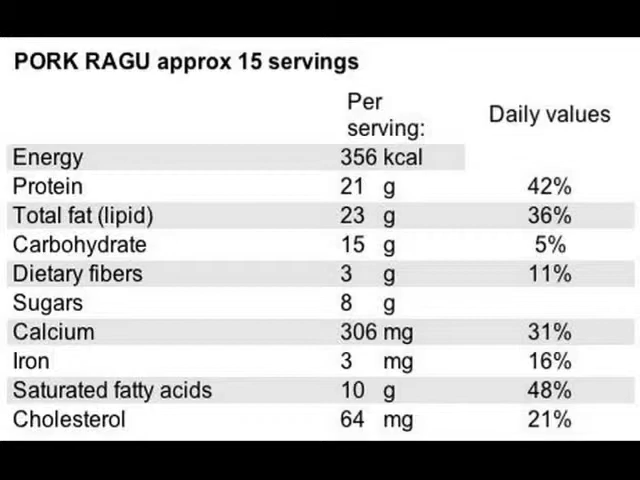 PORK RAGU approx 15 servings
Per
serving:
Daily values
Energy 356 kcal
Protein 21 g 42%
Total fat (lipid) 23 g 36%
Carbohydrate 15 g 5%
Dietary fibers 3 g 11%
Sugars 8 g
Calcium 306 mg 31%
Iron 3 mg 16%
Saturated fatty acids 10 g 48%
Cholesterol 64 mg 21%